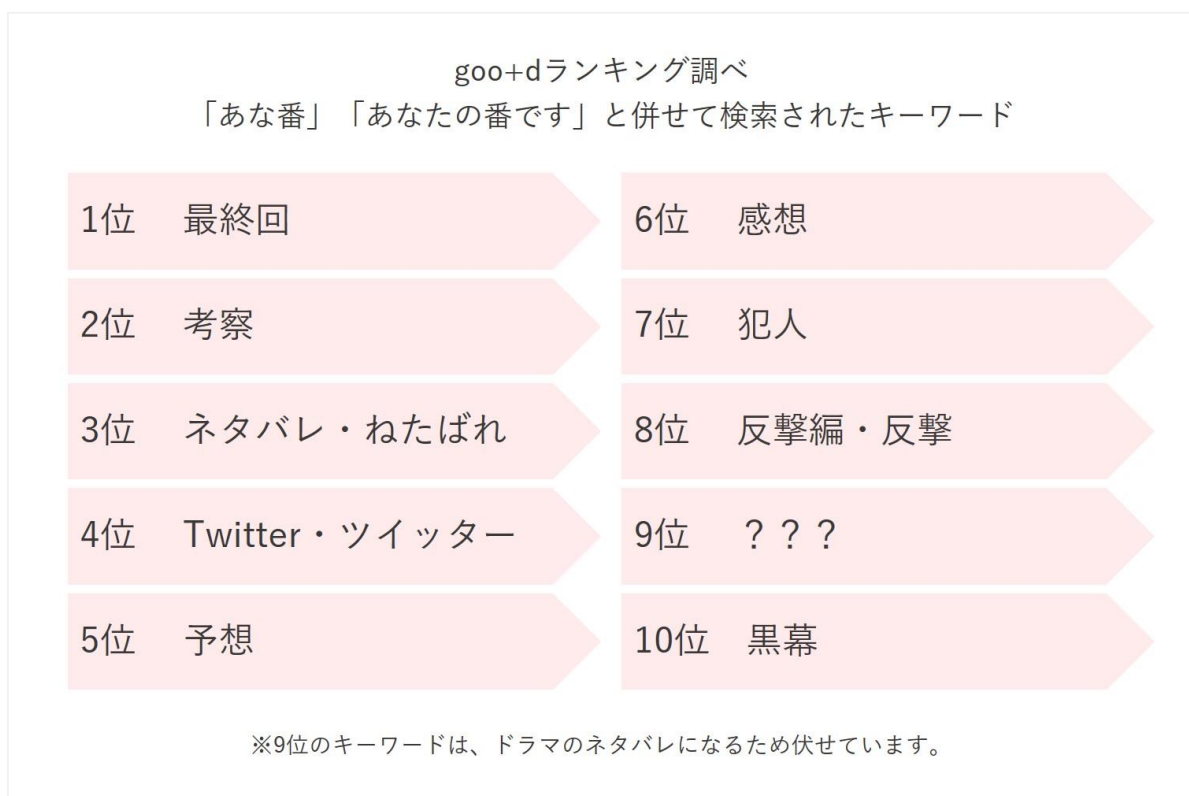 goo+dランキング調べ
「あな番」「あなたの番です」と併せて検索されたキーワード
1位 最終回
2位 考察
3位 ネタバレ・ねたばれ
4位 Twitter・ツイッター
5位 予想
6位 感想
7位 犯人
8位 反撃編・反撃
9位 ？？？
10位 黒幕
※9位のキーワードは、ドラマのネタバレになるため伏せています。